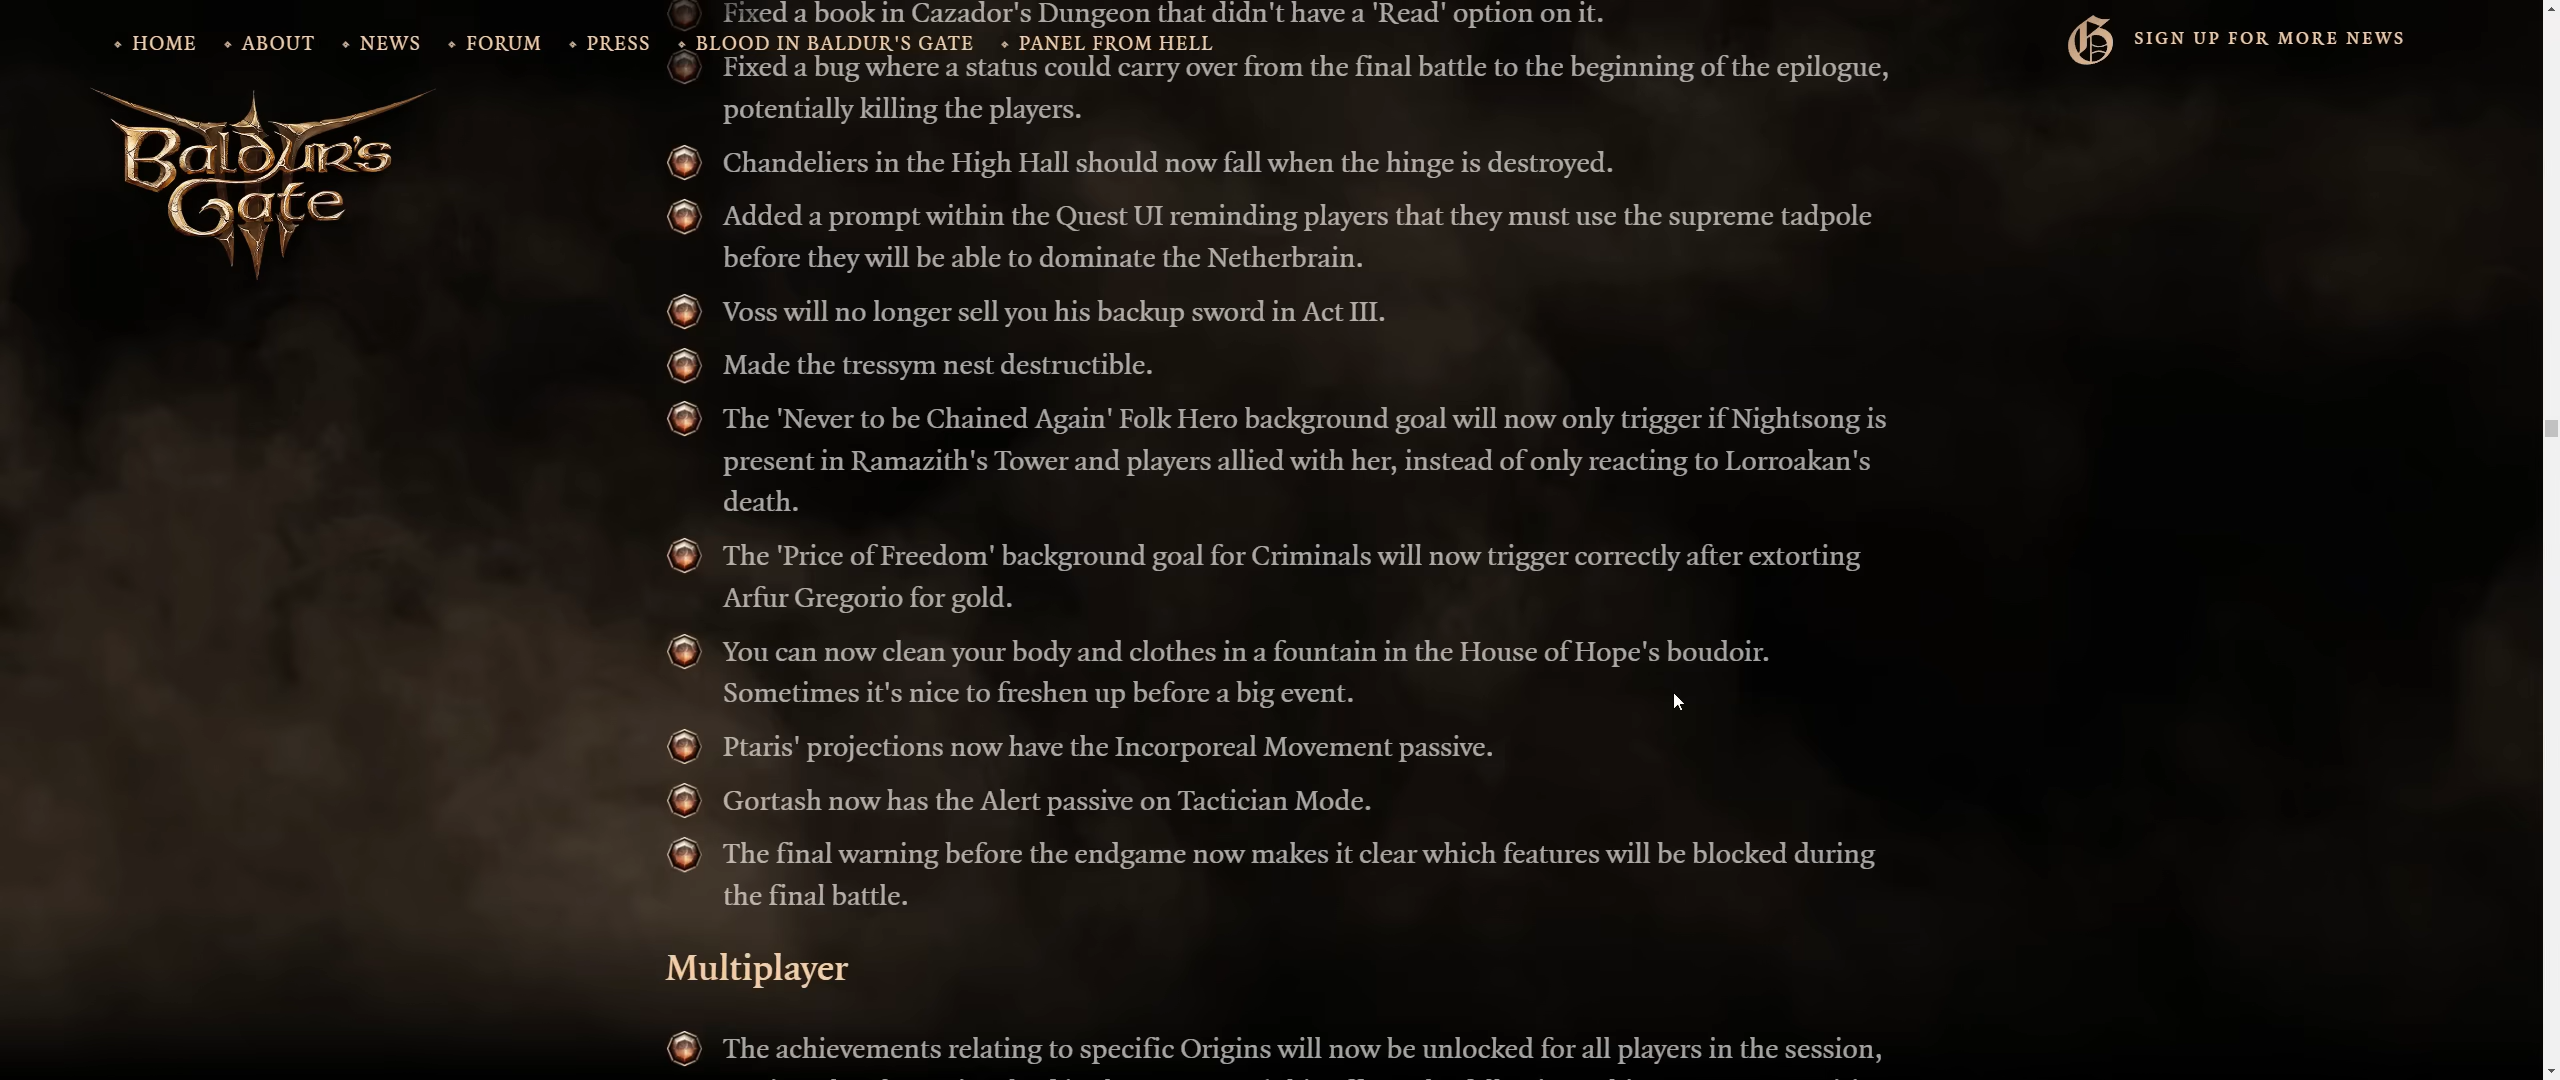 Fixed a book in Cazador's Dungeon that didn't have a 'Read' option on it.
HOME ABOUT NEWS FORUM PRESS BLOOD IN BALDUR'S GATE PANEL FROM HELL
SIGN UP FOR MORE NEWS
Baldur's
Gate
Fixed a bug where a status could carry over from the final battle to the beginning of the epilogue,
potentially killing the players.
Chandeliers in the High Hall should now fall when the hinge is destroyed.
Added a prompt within the Quest UI reminding players that they must use the supreme tadpole
before they will be able to dominate the Netherbrain.
Voss will no longer sell you his backup sword in Act III.
Made the tressym nest destructible.
The 'Never to be Chained Again' Folk Hero background goal will now only trigger if Nightsong is
present in Ramazith's Tower and players allied with her, instead of only reacting to Lorroakan's
death.
The 'Price of Freedom' background goal for Criminals will now trigger correctly after extorting
Arfur Gregorio for gold.
You can now clean your body and clothes in a fountain in the House of Hope's boudoir.
Sometimes it's nice to freshen up before a big event.
Ptaris' projections now have the Incorporeal Movement passive.
Gortash now has the Alert passive on Tactician Mode.
The final warning before the endgame now makes it clear which features will be blocked during
the final battle.
Multiplayer
The achievements relating to specific Origins will now be unlocked for all players in the session,